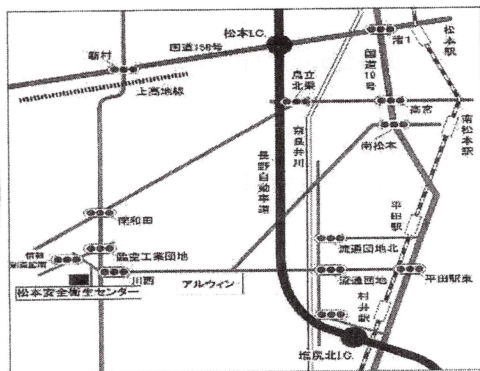 松本I.C.
渚1
松本駅
国道158号
新村
国道19号
上高地線
島立北栗
高宮
奈良井川
南松本
南松本駅
長野自動車道
平田駅
南和田
流通団地北
臨空工業団地
川西
アルウィン
流通団地
平田駅東
松本安全衛生センター
村井駅
塩尻北I.C.